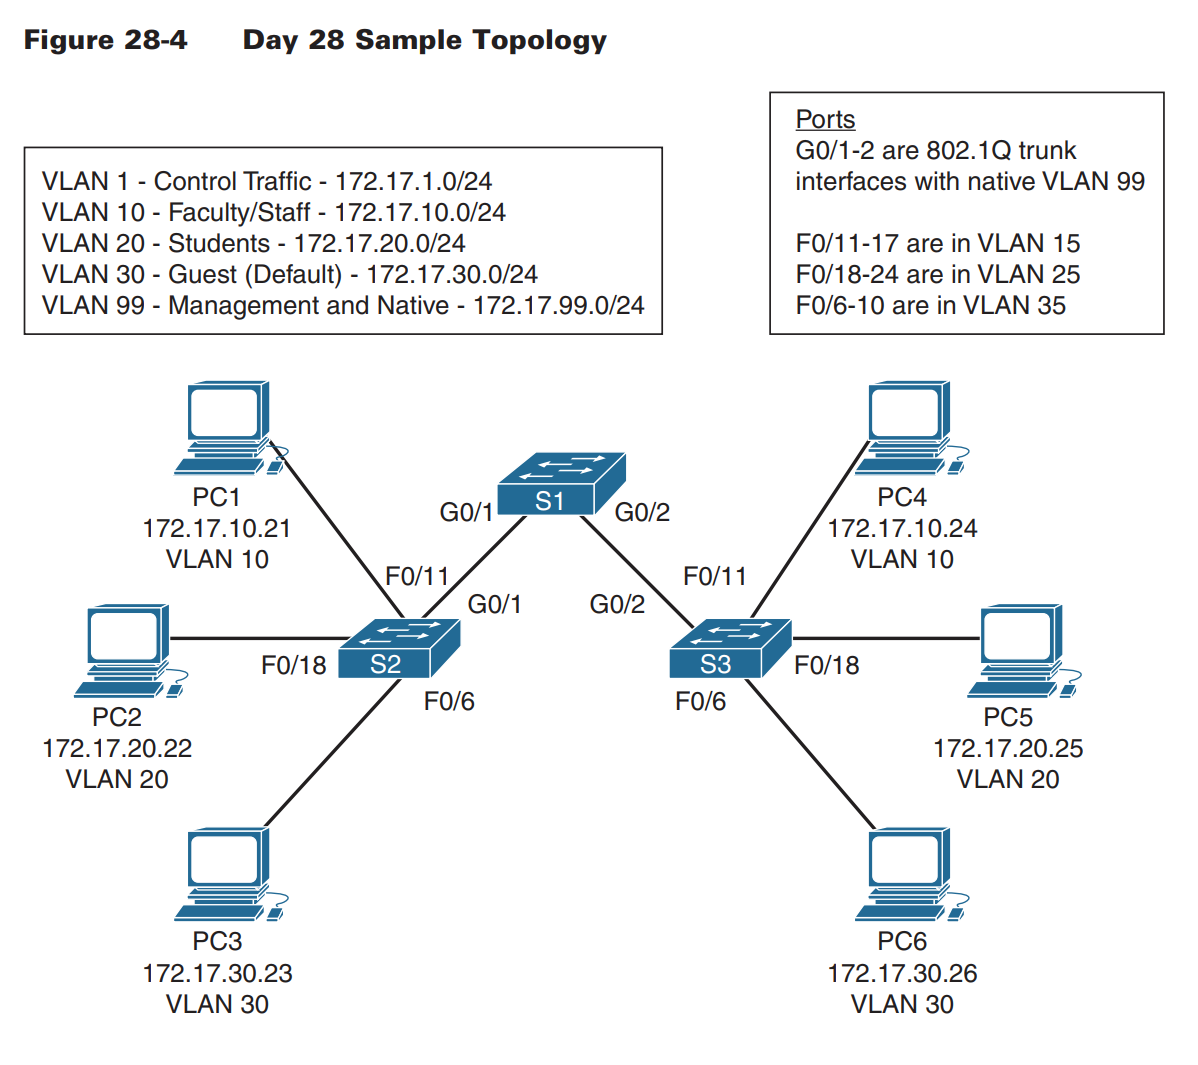 Figure 28-4 Day 28 Sample Topology
VLAN 1 - Control Traffic - 172.17.1.0/24
VLAN 10 - Faculty/Staff - 172.17.10.0/24
VLAN 20 - Students - 172.17.20.0/24
VLAN 30 - Guest (Default) - 172.17.30.0/24
VLAN 99 - Management and Native - 172.17.99.0/24
Ports
G0/1-2 are 802.1Q trunk
interfaces with native VLAN 99
F0/11-17 are in VLAN 15
F0/18-24 are in VLAN 25
F0/6-10 are in VLAN 35
PC1
172.17.10.21
VLAN 10
G0/1
S1
G0/2
PC4
172.17.10.24
VLAN 10
F0/11
G0/1
G0/2
F0/11
F0/18
S2
F0/6
S3
F0/6
F0/18
PC2
172.17.20.22
VLAN 20
PC5
172.17.20.25
VLAN 20
PC3
172.17.30.23
VLAN 30
PC6
172.17.30.26
VLAN 30